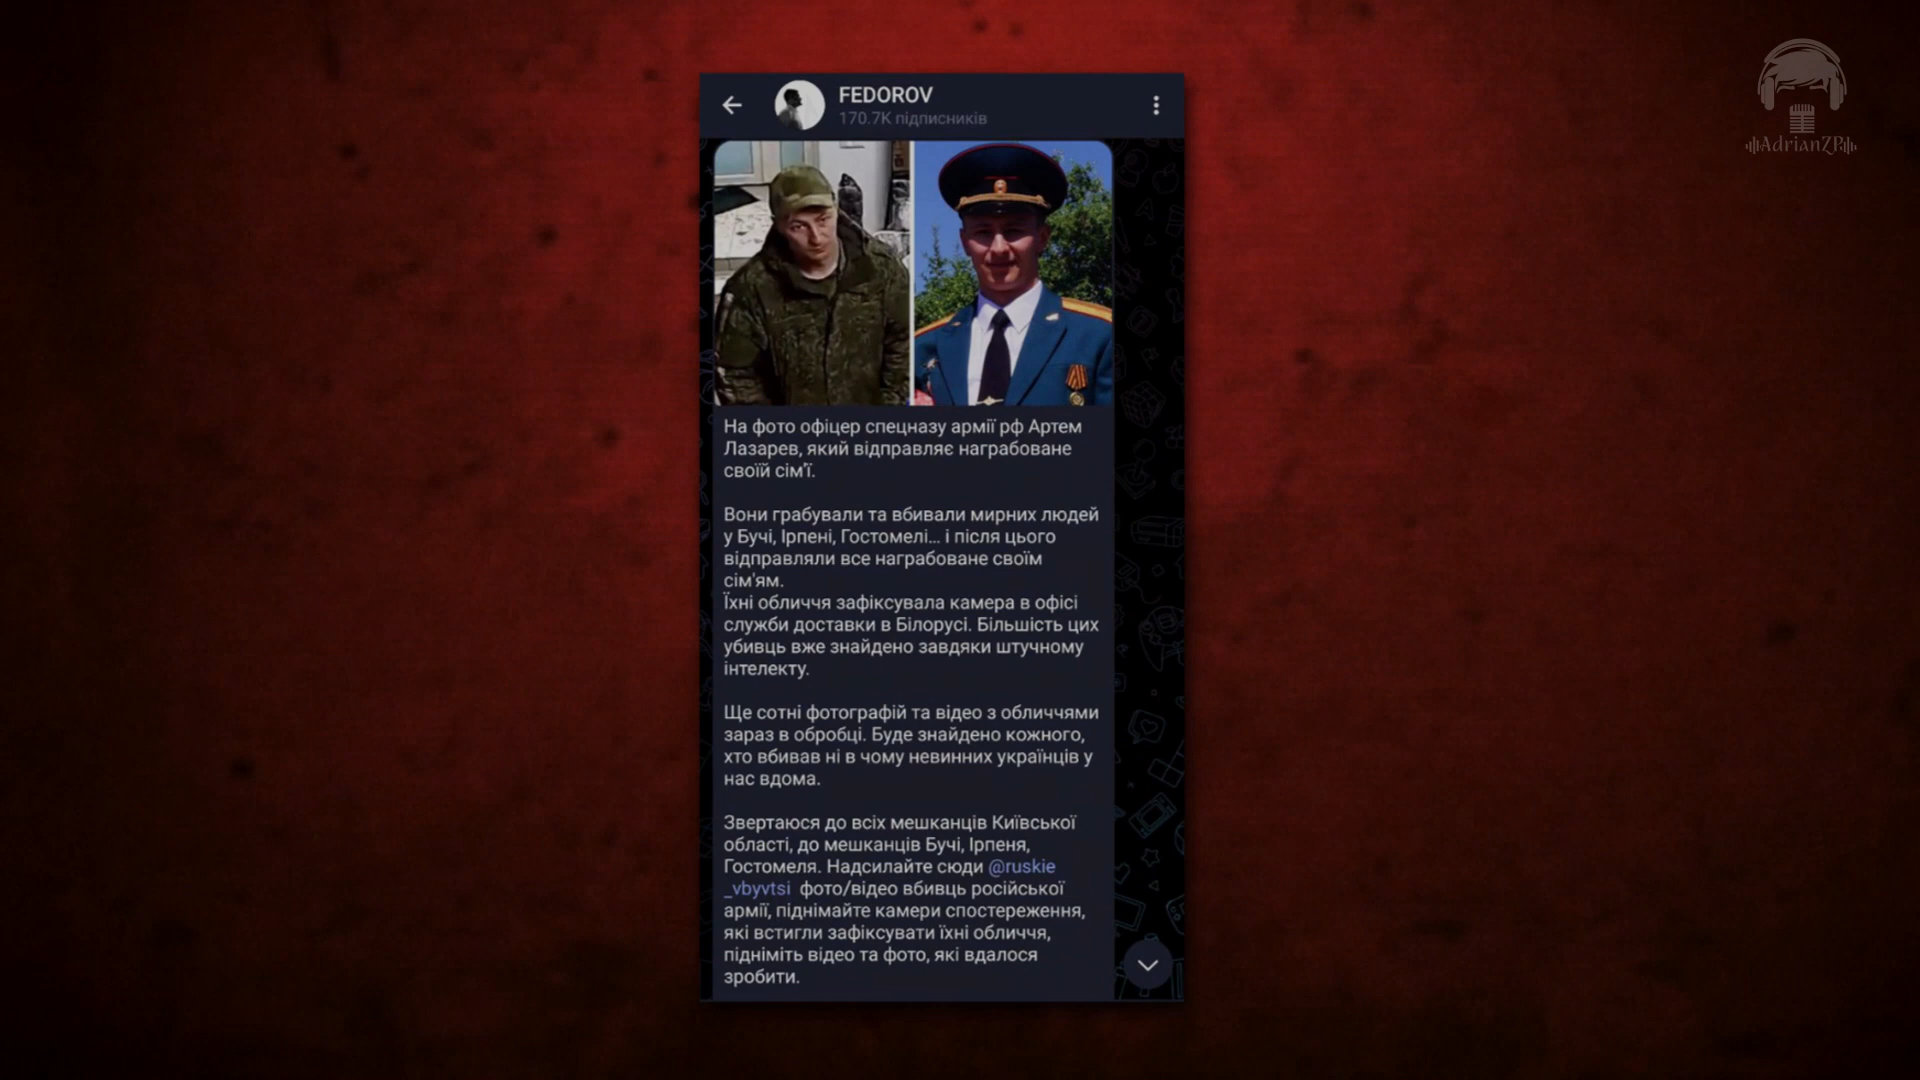 FEDOROV
170.7K підписників
AdrianZP
На фото офіцер спецназу армії рф Артем
Лазарев, який відправляє награбоване
своїй сім'ї.
Вони грабували та вбивали мирних людей
у Бучі, Ірпені, Гостомелі... і після цього
відправляли все награбоване своїм
сім'ям.
Їхні обличчя зафіксувала камера в офісі
служби доставки в Білорусі. Більшість цих
убивць вже знайдено завдяки штучному
інтелекту.
Ще сотні фотографій та відео з обличчями
зараз в обробці. Буде знайдено кожного,
хто вбивав ні в чому невинних українців у
нас вдома.
Звертаюся до всіх мешканців Київської
області, до мешканців Бучі, Ірпеня,
Гостомеля. Надсилайте сюди @ruskie
_vbyvtsi фото/відео вбивць російської
армії, піднімайте камери спостереження,
які встигли зафіксувати їхні обличчя,
підніміть відео та фото, які вдалося
зробити.